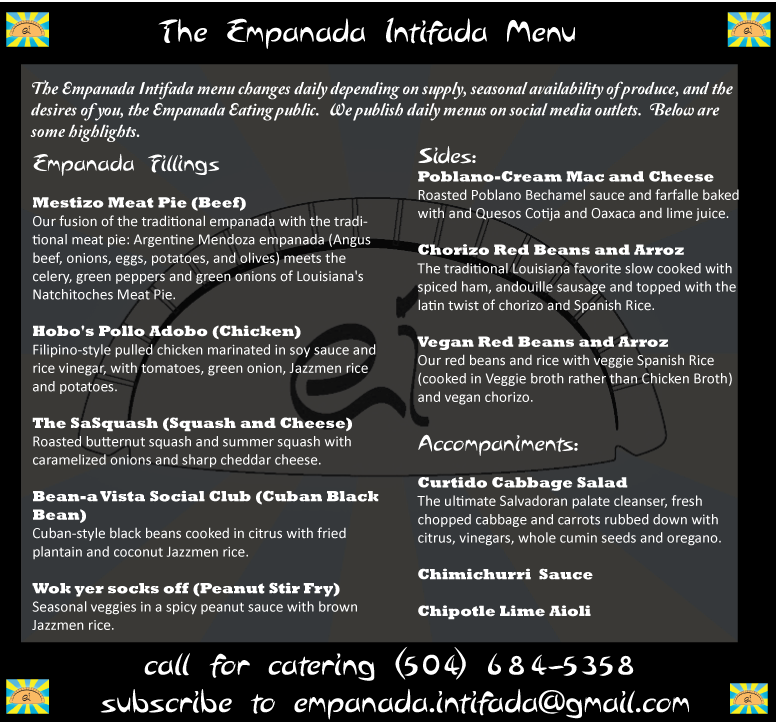 The Empanada Intifada Menu
The Empanada Intifada menu changes daily depending on supply, seasonal availability of produce, and the
desires of you, the Empanada Eating public. We publish daily menus on social media outlets. Below are
some highlights.
Empanada Fillings
Mestizo Meat Pie (Beef)
Our fusion of the traditional empanada with the tradi-
tional meat pie: Argentine Mendoza empanada (Angus
beef, onions, eggs, potatoes, and olives) meets the
celery, green peppers and green onions of Louisiana's
Natchitoches Meat Pie.
Hobo's Pollo Adobo (Chicken)
Filipino-style pulled chicken marinated in soy sauce and
rice vinegar, with tomatoes, green onion, Jazzmen rice
and potatoes.
The SaSquash (Squash and Cheese)
Roasted butternut squash and summer squash with
caramelized onions and sharp cheddar cheese.
Bean-a Vista Social Club (Cuban Black
Bean)
Cuban-style black beans cooked in citrus with fried
plantain and coconut Jazzmen rice.
Wok yer socks off (Peanut Stir Fry)
Seasonal veggies in a spicy peanut sauce with brown
Jazzmen rice.
Sides:
Poblano-Cream Mac and Cheese
Roasted Poblano Bechamel sauce and farfalle baked
with and Quesos Cotija and Oaxaca and lime juice.
Chorizo Red Beans and Arroz
The traditional Louisiana favorite slow cooked with
spiced ham, andouille sausage and topped with the
latin twist of chorizo and Spanish Rice.
Vegan Red Beans and Arroz
Our red beans and rice with veggie Spanish Rice
(cooked in Veggie broth rather than Chicken Broth)
and vegan chorizo.
Accompaniments:
Curtido Cabbage Salad
The ultimate Salvadoran palate cleanser, fresh
chopped cabbage and carrots rubbed down with
citrus, vinegars, whole cumin seeds and oregano.
Chimichurri Sauce
Chipotle Lime Aioli
ei
call for catering (504) 684-5358
subscribe to empanada.intifada@gmail.com